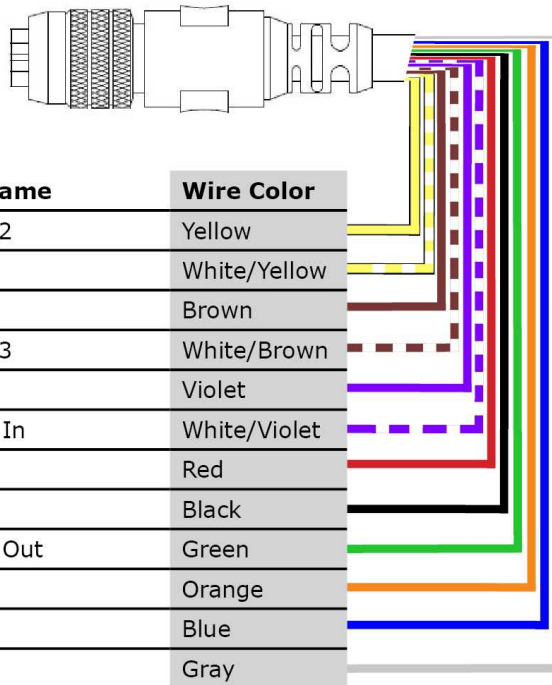 ame Wire Color
2 Yellow
White/Yellow
Brown
3 White/Brown
Violet
In White/Violet
Red
Black
Out Green
Orange
Blue
Gray